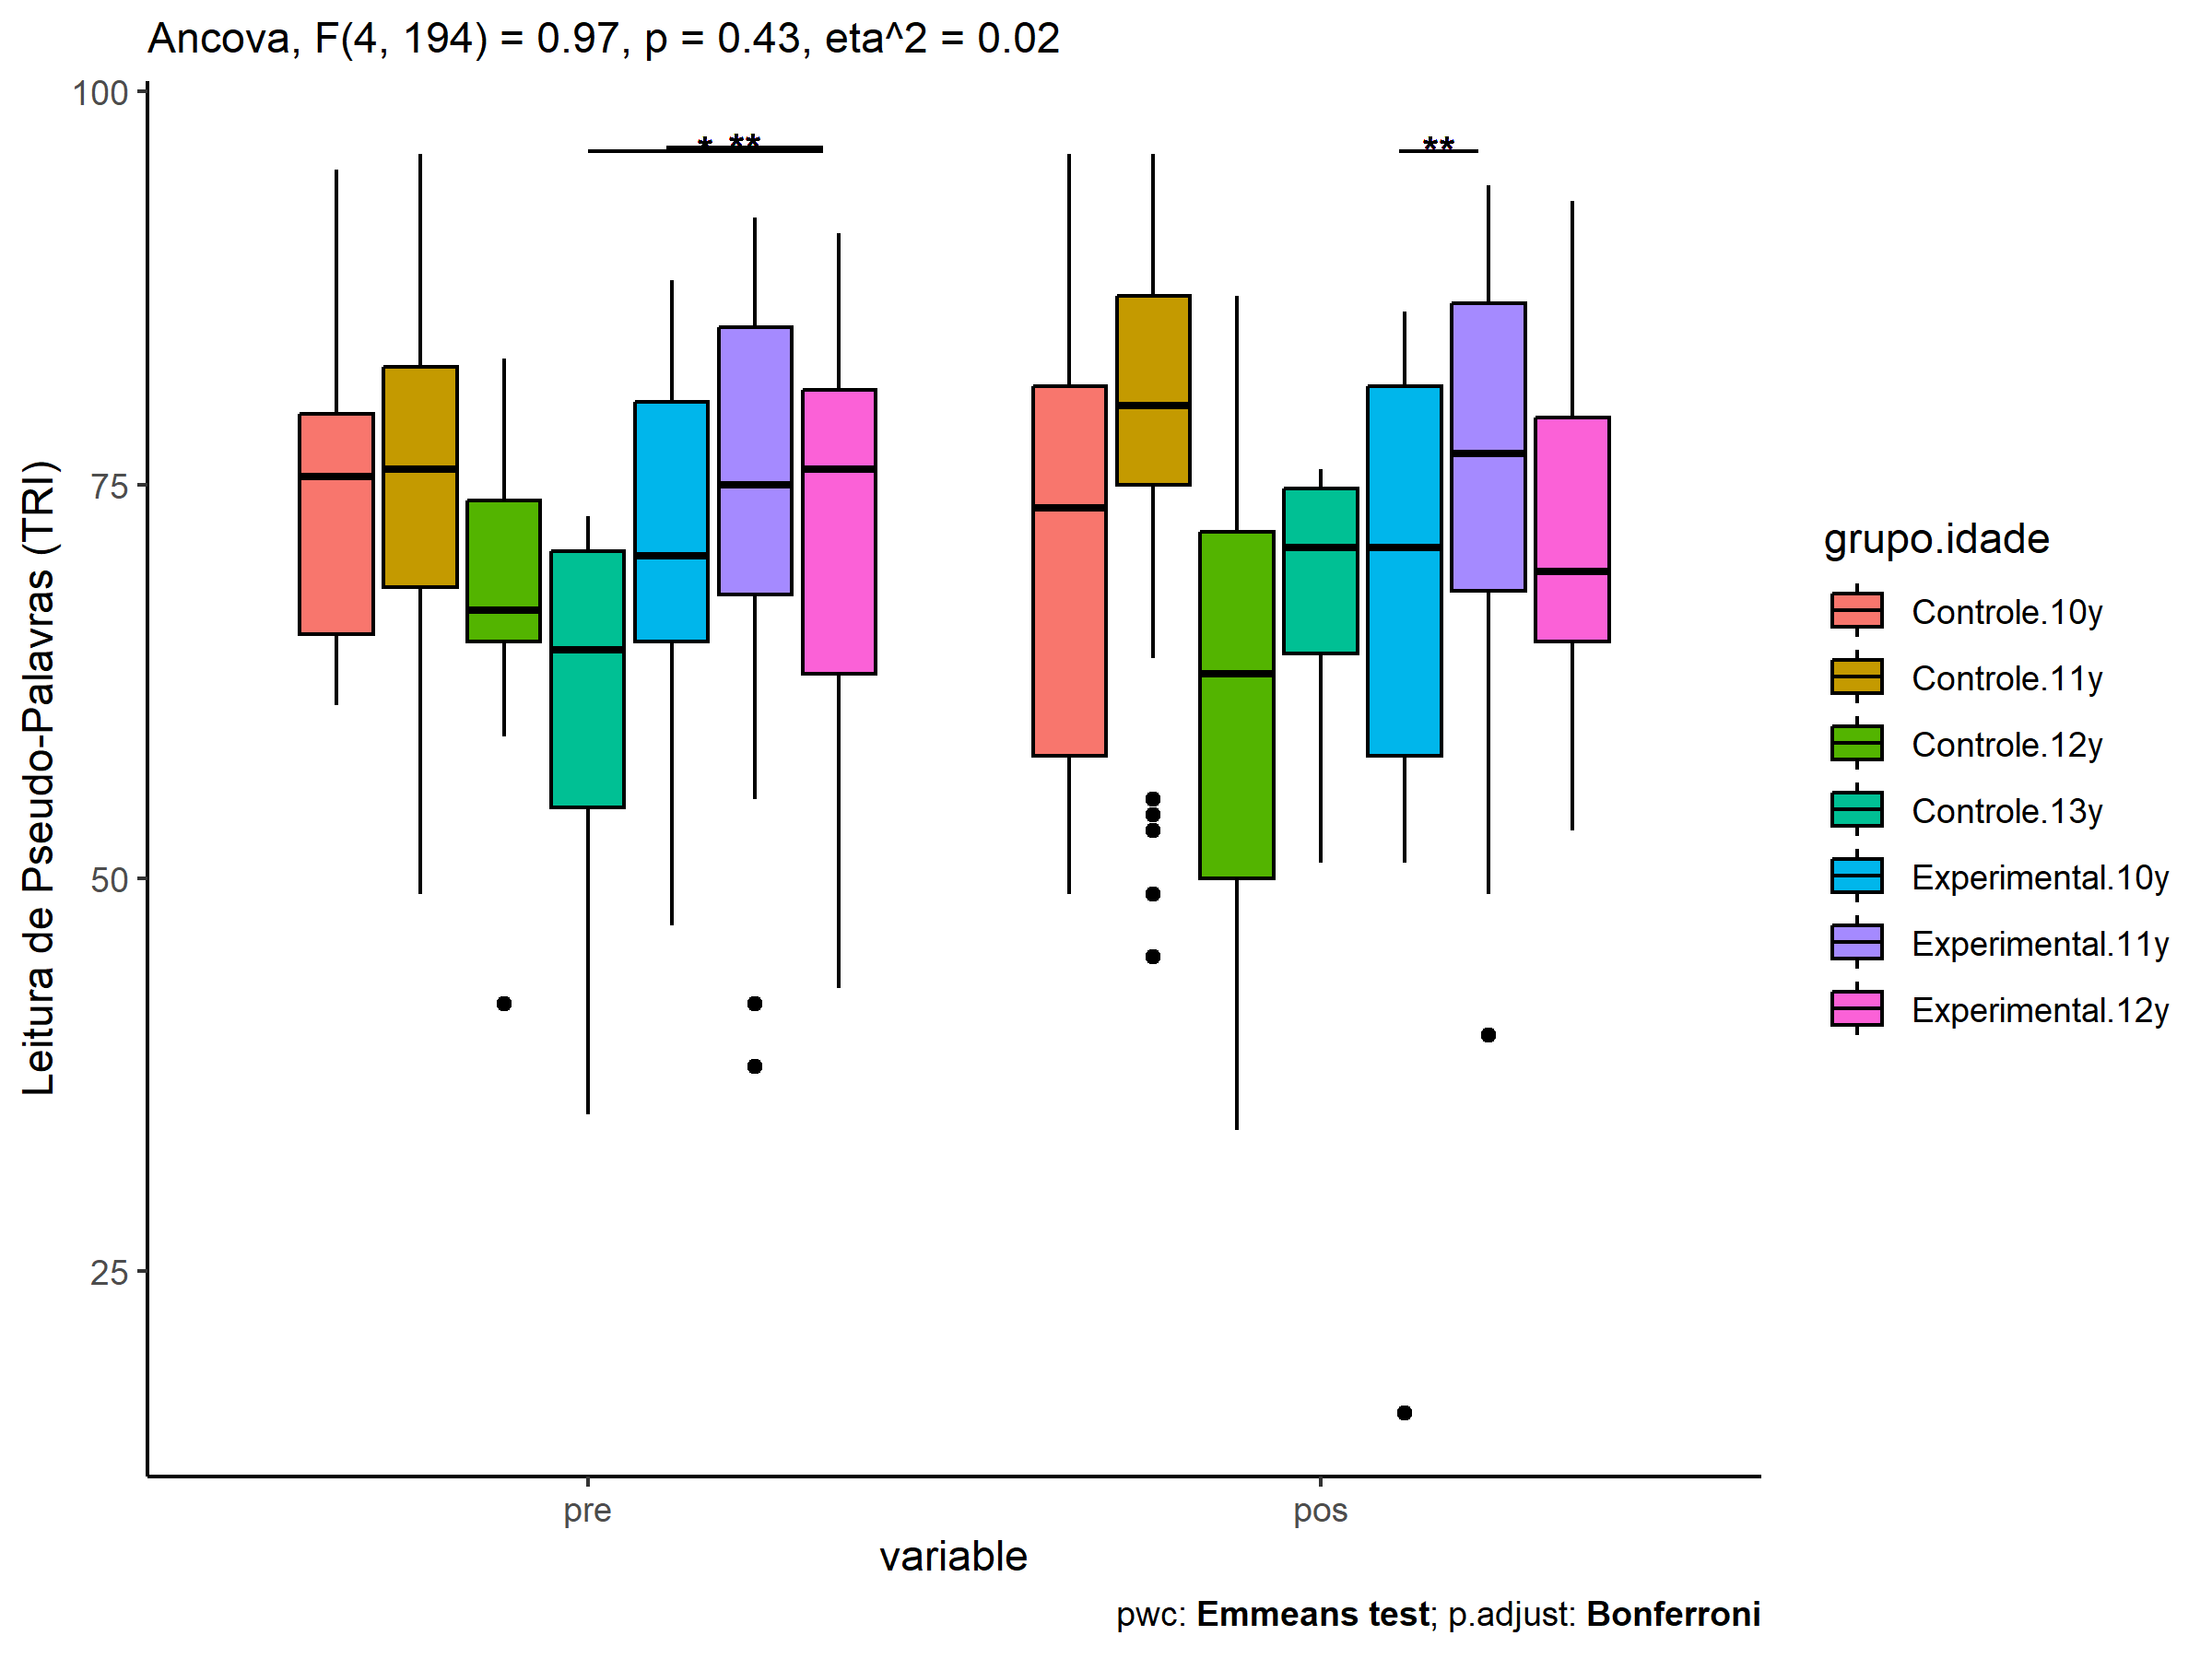 Ancova, F(4, 194) = 0.97, p = 0.43, eta^2 = 0.02
100
75
50
25
Leitura de Pseudo-Palavras (TRI)
* **
**
pre
pos
variable
grupo.idade
Controle.10y
Controle.11y
Controle.12y
Controle.13y
Experimental.10y
Experimental.11y
Experimental.12y
pwc: Emmeans test; p.adjust: Bonferroni